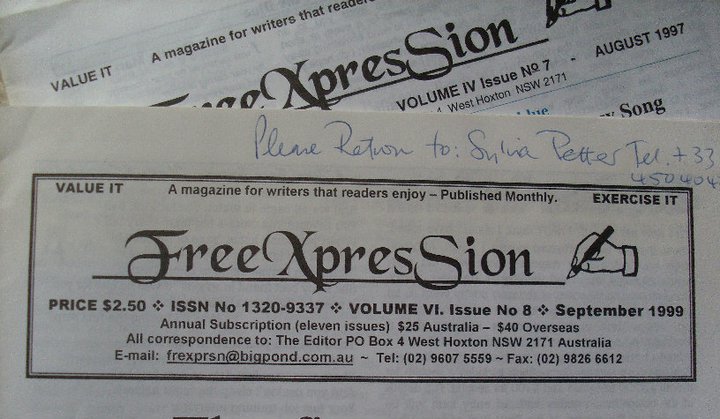 VALUE IT A magazine for writers that readers
FreeXpresSion
VOLUME IV Issue No 7 - AUGUST 1997
4 West Hoxton NSW 2171
Song
Please Return to: Sylvia Petter Tel. +33
VALUE IT A magazine for writers that readers enjoy – Published Monthly. EXERCISE IT
FreeXpresSion
PRICE $2.50 ❖ ISSN No 1320-9337 ❖ VOLUME VI. Issue No 8 ❖ September 1999
Annual Subscription (eleven issues) $25 Australia – $40 Overseas
All correspondence to: The Editor PO Box 4 West Hoxton NSW 2171 Australia
E-mail: frexprsn@bigpond.com.au ~ Tel: (02) 9607 5559 ~ Fax: (02) 9826 6612